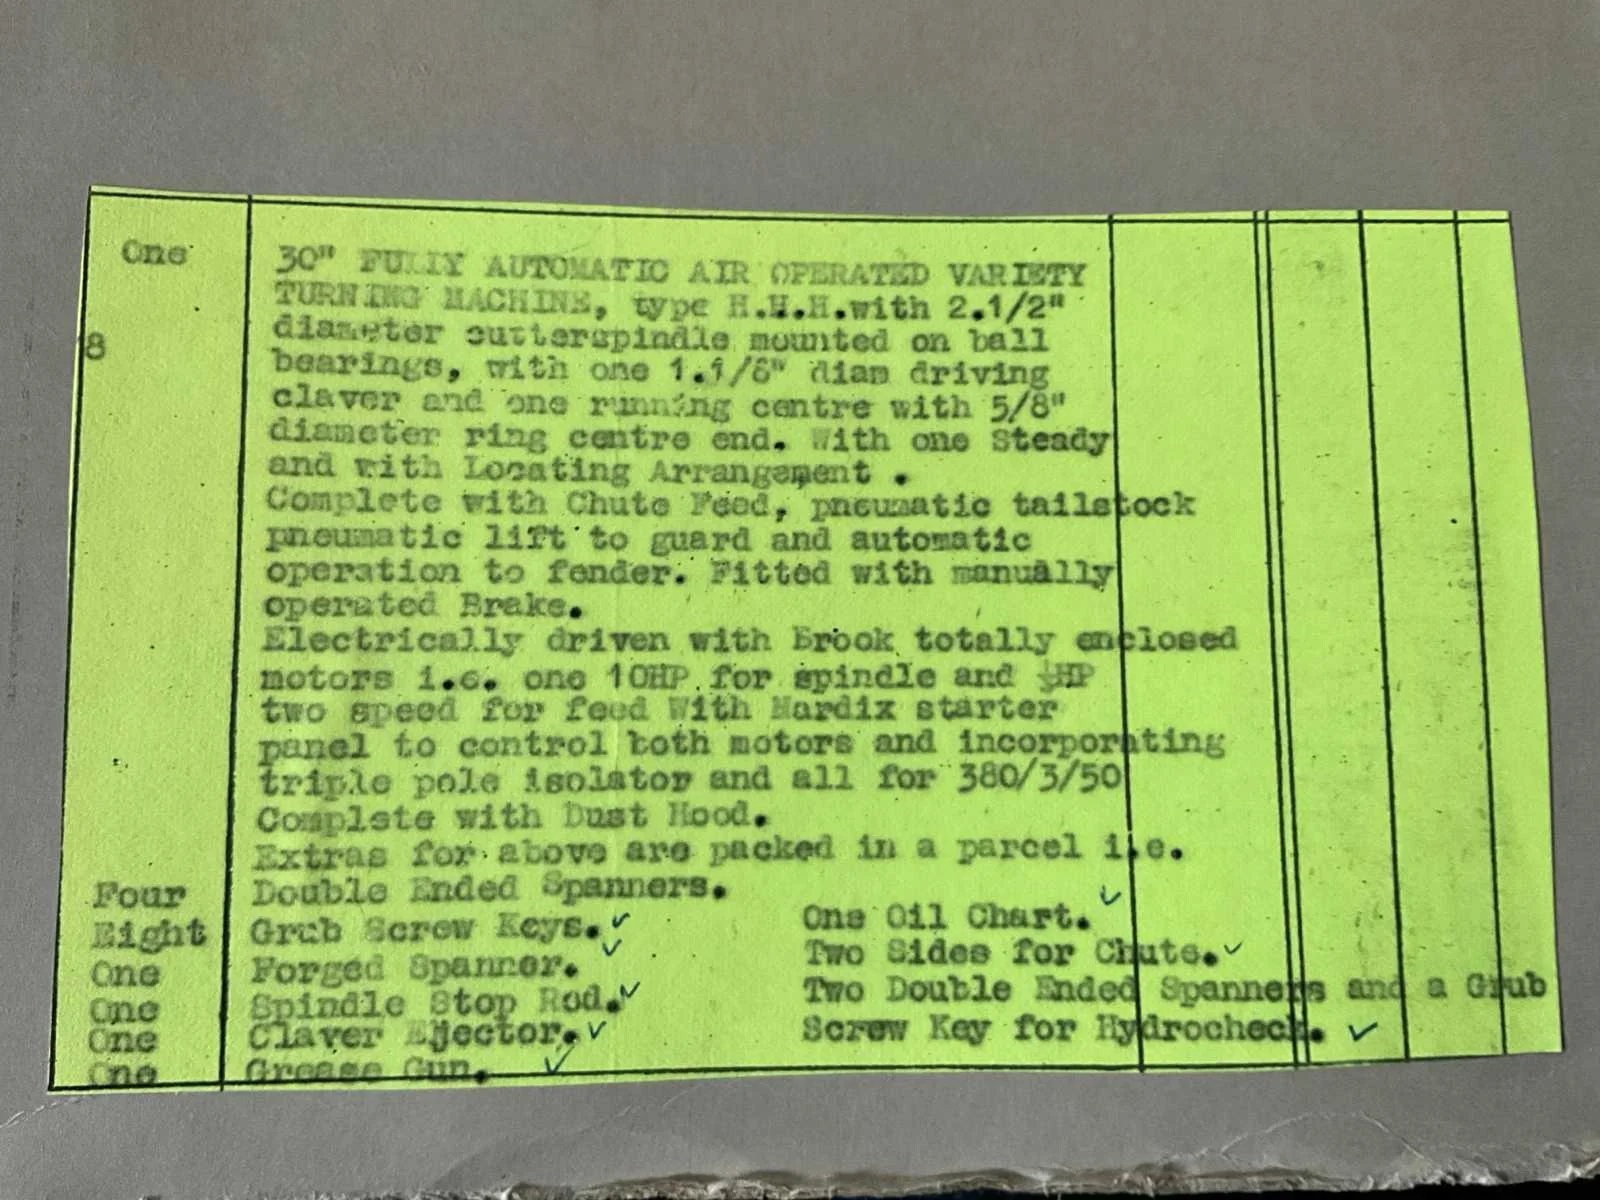 One 30" FULLY AUTOMATIC AIR OPERATED VARIETY
TURNING MACHINE, type H.H.H.with 2.1/2"
8 diameter cutterspindle mounted on ball
bearings, with one 1.1/8" diam driving
claver and one running centre with 5/8"
diameter ring centre end. With one Steady
and with Locating Arrangement .
Complete with Chute Feed, pneumatic tailstock
pneumatic lift to guard and automatic
operation to fender. Fitted with manually
operated Brake.
Electrically driven with Brook totally enclosed
motors i.e. one 10HP for spindle and HP
two speed for feed With Mardix starter
panel to control both motors and incorporating
triple pole isolator and all for 380/3/50
Complete with Dust Hood.
Extras for above are packed in a parcel i.e.
Four Double Ended Spanners.
Eight Grub Screw Keys.
One Forged Spanner.
One Spindle Stop Rod.
One Claver Ejector.
One Grease Gun.
One Oil Chart.
Two Sides for Chute.
Two Double Ended Spanners and a Grub
Screw Key for Hydrocheck.